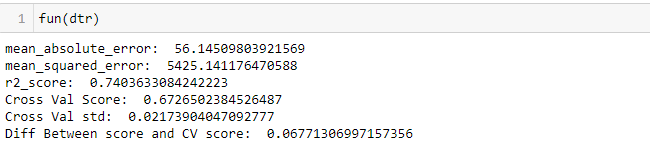 1 fun(dtr)
mean_absolute_error: 56.14509803921569
mean_squared_error: 5425.141176470588
r2_score: 0.7403633084242223
Cross Val Score: 0.6726502384526487
Cross Val std: 0.02173904047092777
Diff Between score and CV score: 0.06771306997157356